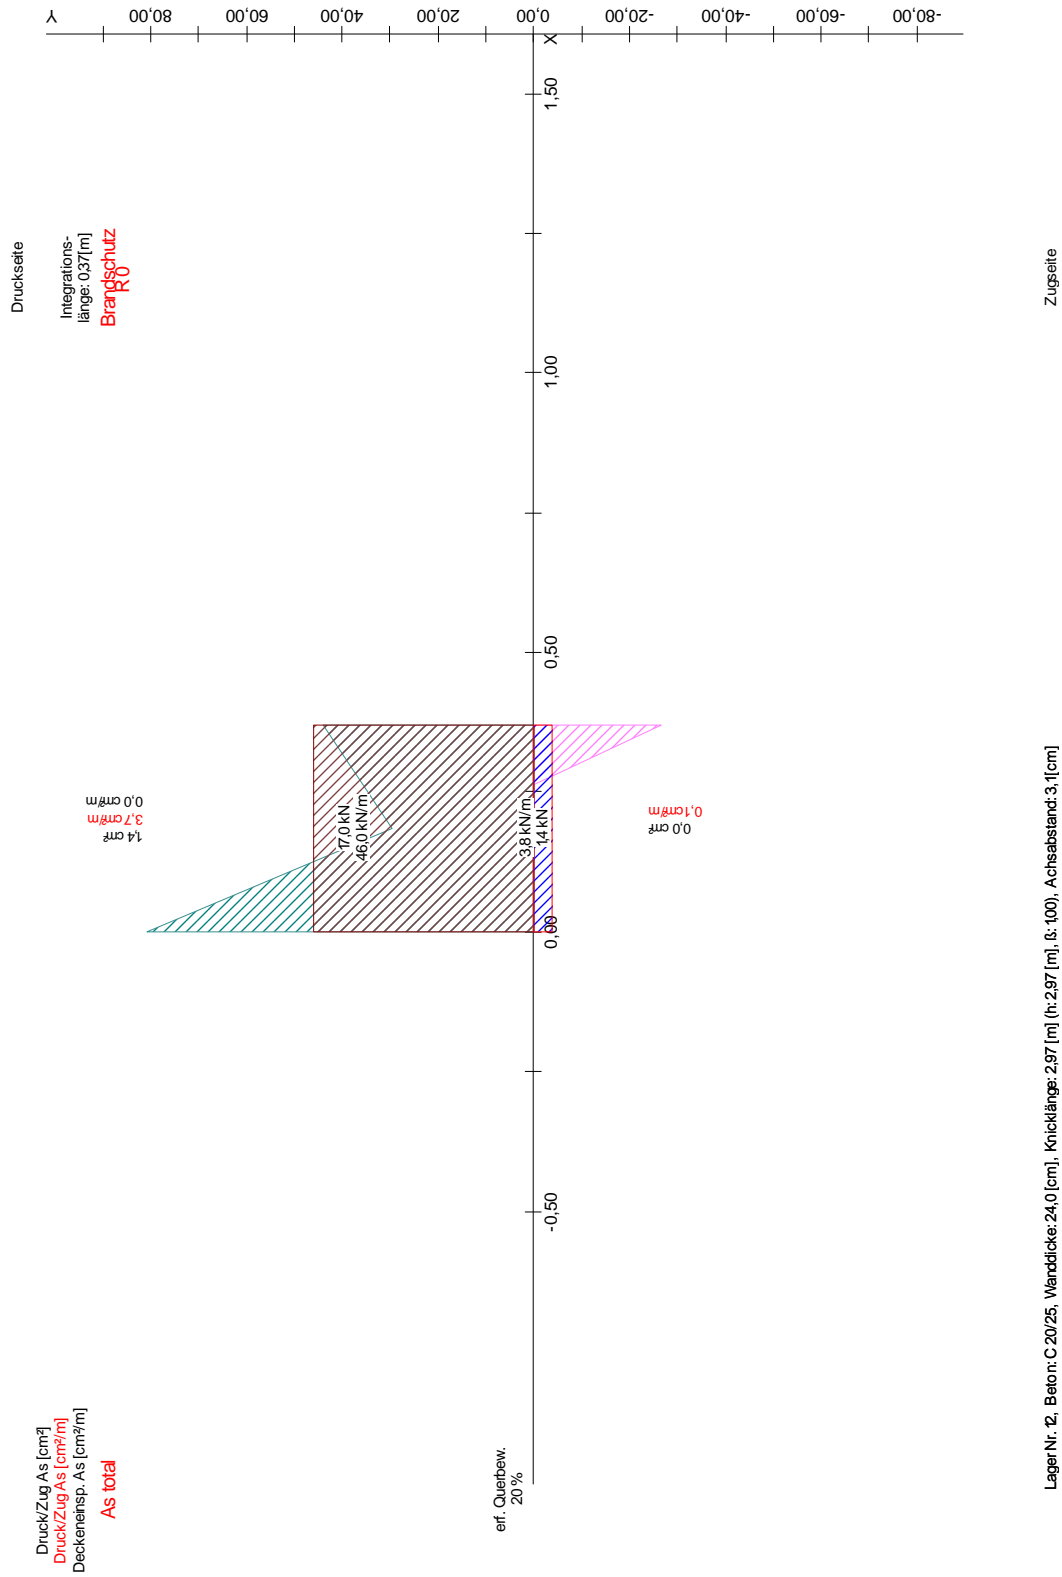 Druck/Zug As [cm²]
Druck/Zug As [cm²/m]
Deckeneinsp. As [cm²/m]
As total
Druckseite
Integrations-
länge: 0,37[m]
Brandschutz
R 0
Y
80,00
60,00
40,00
20,00
0,00
-20,00
-40,00
-60,00
-80,00
X
1,4 cm²
3,7 cm²/m
0,0 cm²/m
17,0 kN
46,0 kN/m
3,8 kN/m
1,4 kN
0,0 cm²
0,1 cm²/m
-0,50
0,00
0,50
1,00
1,50
erf. Querbew.
20 %
Zugseite
Lager Nr. 12, Beton: C 20/25, Wanddicke: 24,0 [cm], Knicklänge: 2,97 [m] (h: 2,97 [m], ß: 1,00), Achsabstand: 3,1[cm]